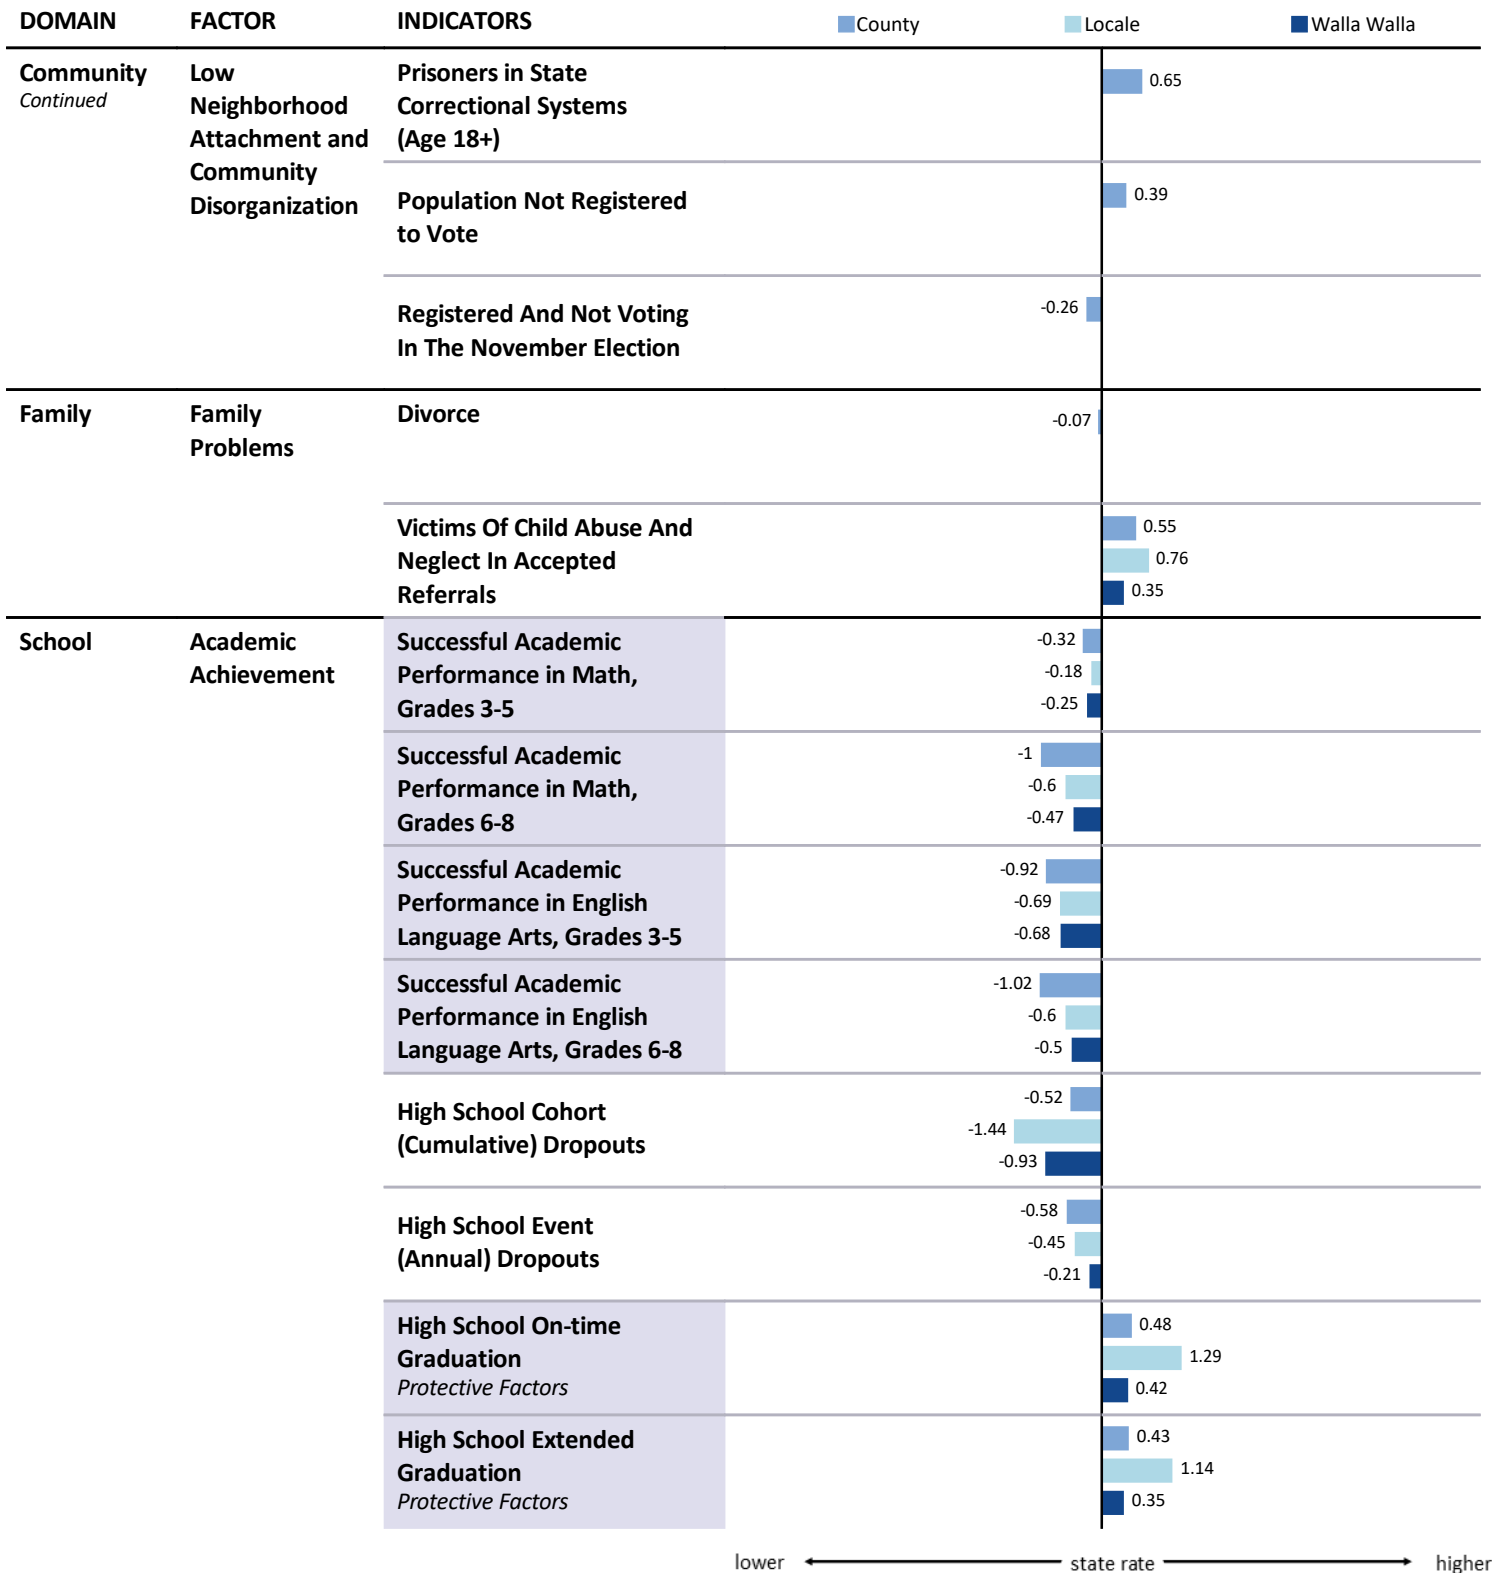 DOMAIN FACTOR INDICATORS County Locale Walla Walla
Community
Continued
Low
Neighborhood
Attachment and
Community
Disorganization
Prisoners in State
Correctional Systems
(Age 18+)
0.65
Population Not Registered
to Vote
0.39
Registered And Not Voting
In The November Election
-0.26
Family
Family
Problems
Divorce
-0.07
Victims Of Child Abuse And
Neglect In Accepted
Referrals
0.55
0.76
0.35
School
Academic
Achievement
Successful Academic
Performance in Math,
Grades 3-5
-0.32
-0.18
-0.25
Successful Academic
Performance in Math,
Grades 6-8
-1
-0.6
-0.47
Successful Academic
Performance in English
Language Arts, Grades 3-5
-0.92
-0.69
-0.68
Successful Academic
Performance in English
Language Arts, Grades 6-8
-1.02
-0.6
-0.5
High School Cohort
(Cumulative) Dropouts
-0.52
-1.44
-0.93
High School Event
(Annual) Dropouts
-0.58
-0.45
-0.21
High School On-time
Graduation
Protective Factors
0.48
1.29
0.42
High School Extended
Graduation
Protective Factors
0.43
1.14
0.35
lower state rate higher